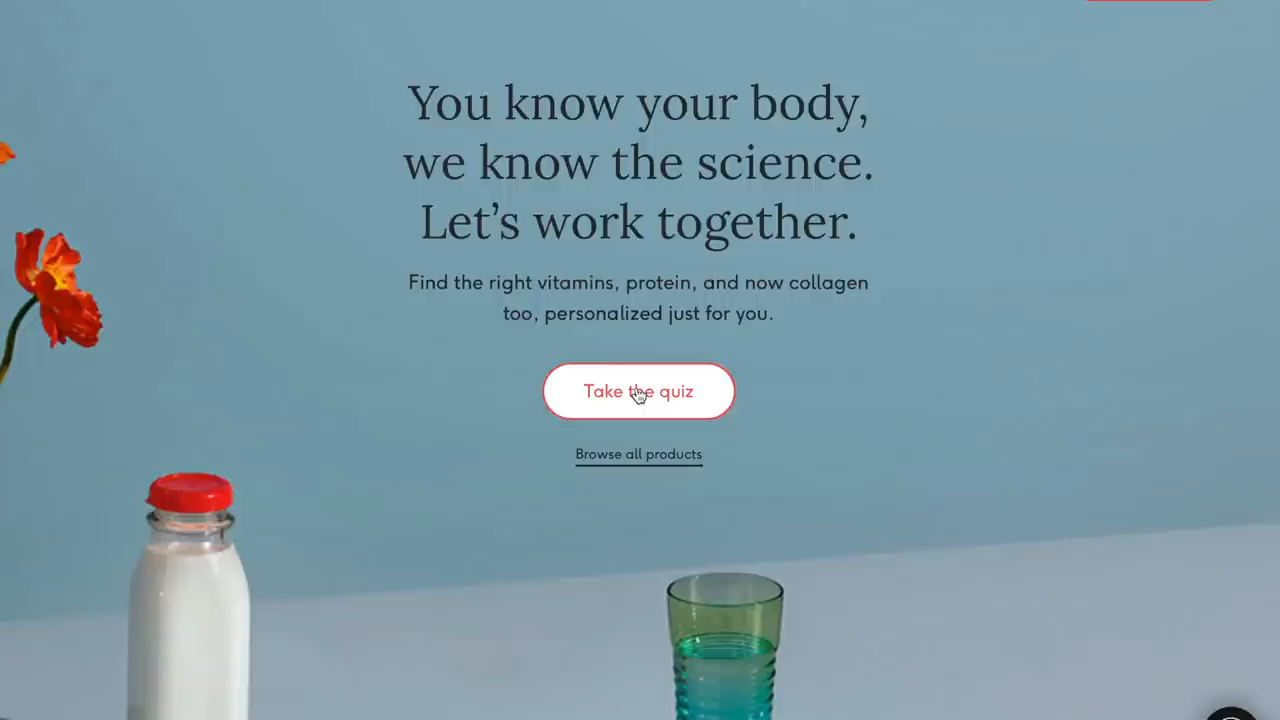 You know your body,
we know the science.
Let's work together.
Find the right vitamins, protein, and now collagen
too, personalized just for you.
Take the quiz
Browse all products